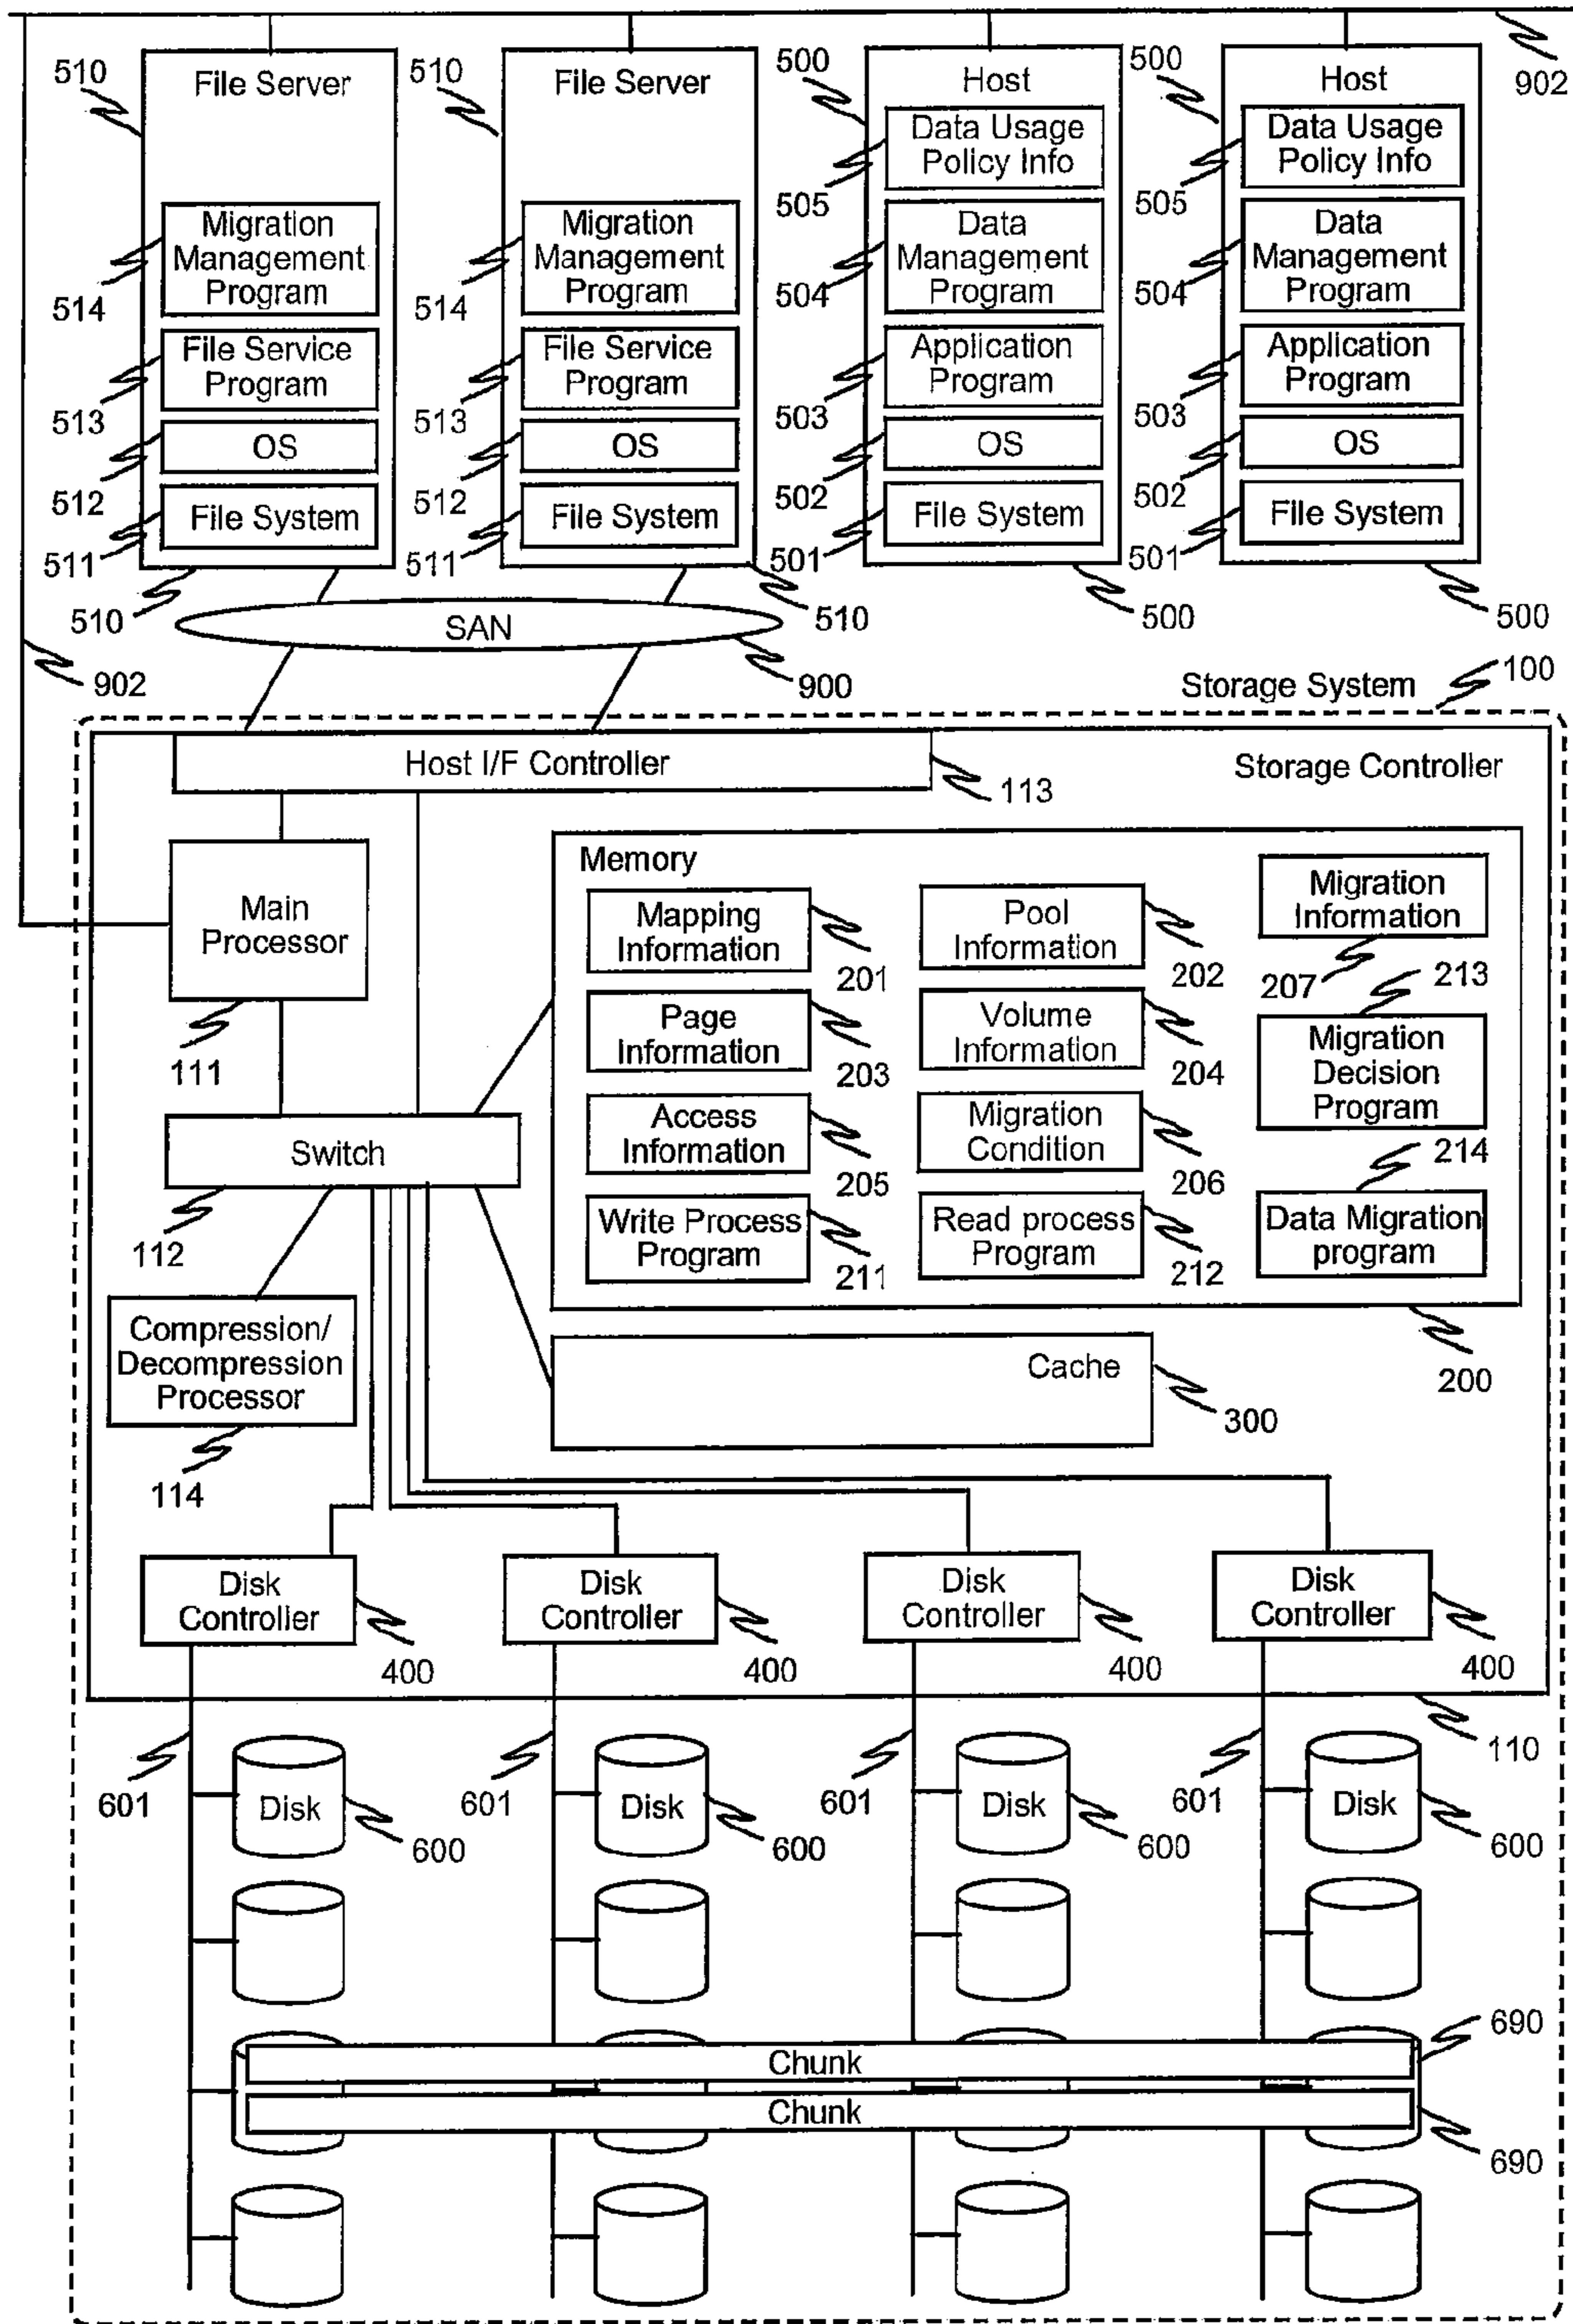 902
510
File Server
Migration
Management
Program
514
File Service
Program
513
OS
512
File System
511
510
510
File Server
Migration
Management
Program
514
File Service
Program
513
OS
512
File System
511
510
500
Host
Data Usage
Policy Info
505
Data
Management
Program
504
Application
Program
503
OS
502
File System
501
500
500
Host
Data Usage
Policy Info
505
Data
Management
Program
504
Application
Program
503
OS
502
File System
501
500
SAN
900
902
Storage System
100
Host I/F Controller
113
Storage Controller
Main
Processor
111
Memory
Mapping
Information
201
Pool
Information
202
Migration
Information
207
Page
Information
203
Volume
Information
204
213
Migration
Decision
Program
Access
Information
205
Migration
Condition
206
214
Data Migration
program
Write Process
Program
211
Read process
Program
212
200
Switch
112
Compression/
Decompression
Processor
114
Cache
300
Disk
Controller
400
Disk
Controller
400
Disk
Controller
400
Disk
Controller
400
110
601
Disk
600
601
Disk
600
601
Disk
600
601
Disk
600
Chunk
690
Chunk
690